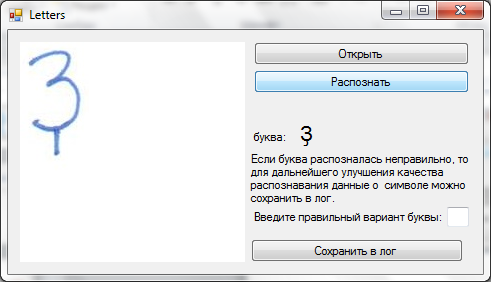 Letters
Ҙ
Открыть
Распознать
буква: Ҙ
Если буква распозналась неправильно, то
для дальнейшего улучшения качества
распознавания данные о символе можно
сохранить в лог.
Введите правильный вариант буквы:
Сохранить в лог